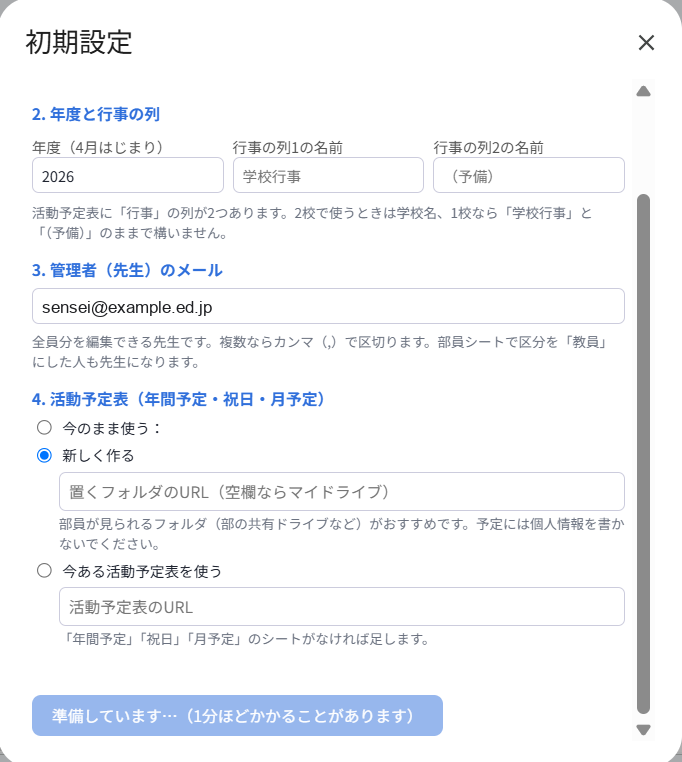 初期設定
2. 年度と行事の列
年度（4月はじまり） 行事の列1の名前 行事の列2の名前
2026 学校行事 （予備）
活動予定表に「行事」の列が2つあります。2校で使うときは学校名、1校なら「学校行事」と
「（予備）」のままで構いません。
3. 管理者（先生）のメール
sensei@example.ed.jp
全員分を編集できる先生です。複数ならカンマ（,）で区切ります。部員シートで区分を「教員」
にした人も先生になります。
4. 活動予定表（年間予定・祝日・月予定）
今のまま使う：
新しく作る
置くフォルダのURL（空欄ならマイドライブ）
部員が見られるフォルダ（部の共有ドライブなど）がおすすめです。予定には個人情報を書か
ないでください。
今ある活動予定表を使う
活動予定表のURL
「年間予定」「祝日」「月予定」のシートがなければ足します。
準備しています…（1分ほどかかることがあります）